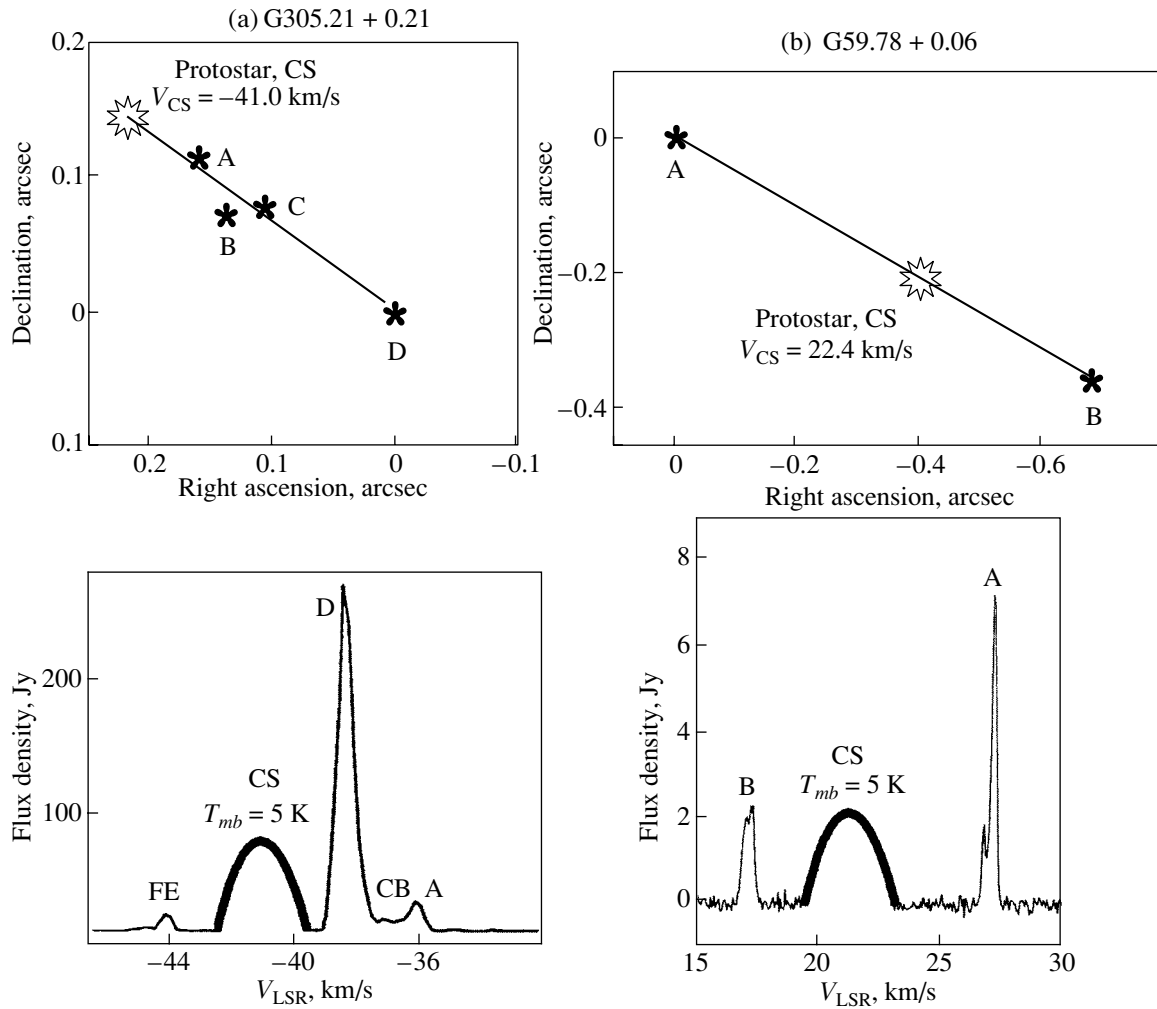 (a) G305.21 + 0.21
0.2
Protostar, CS
V_CS = –41.0 km/s
A
0.1
C
B
0
D
0.1
0.2
0.1
0
–0.1
Declination, arcsec
Right ascension, arcsec
(b) G59.78 + 0.06
0
A
–0.2
Protostar, CS
V_CS = 22.4 km/s
–0.4
B
0
–0.2
–0.4
–0.6
Declination, arcsec
Right ascension, arcsec
D
200
CS
T_mb = 5 K
100
FE
CB
A
–44
–40
–36
Flux density, Jy
V_LSR, km/s
8
A
6
4
CS
T_mb = 5 K
B
2
0
15
20
25
30
Flux density, Jy
V_LSR, km/s